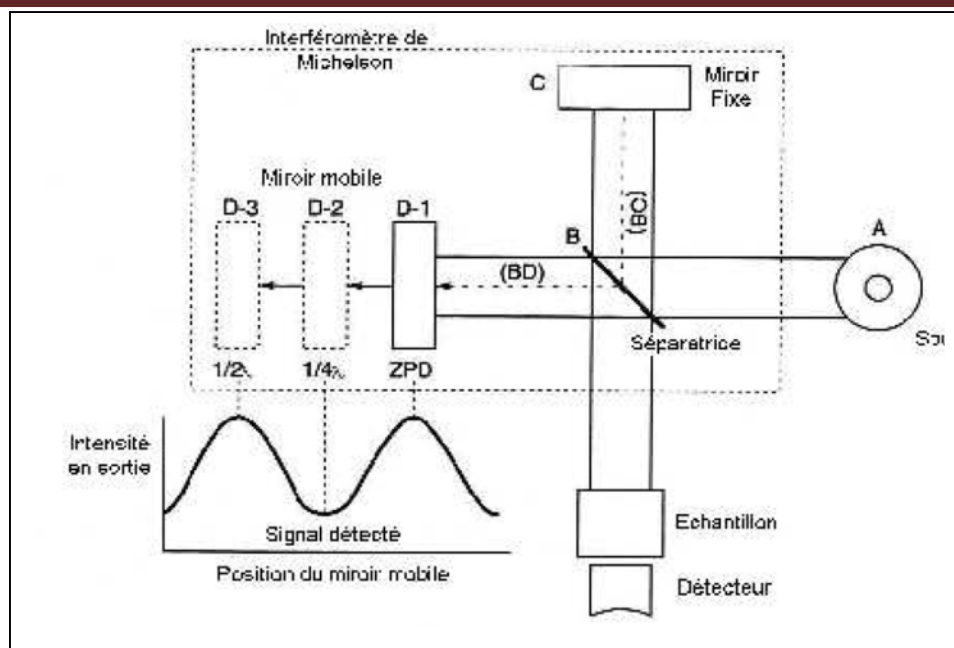 Interféromètre de
Michelson
C
Miroir
Fixe
Miroir mobile
D-3 D-2 D-1
(BC)
B
A
(BD)
Séparatrice
Sou
1/2λ 1/4λ ZPD
Intensité
en sortie
Signal détecté
Position du miroir mobile
Echantillon
Détecteur